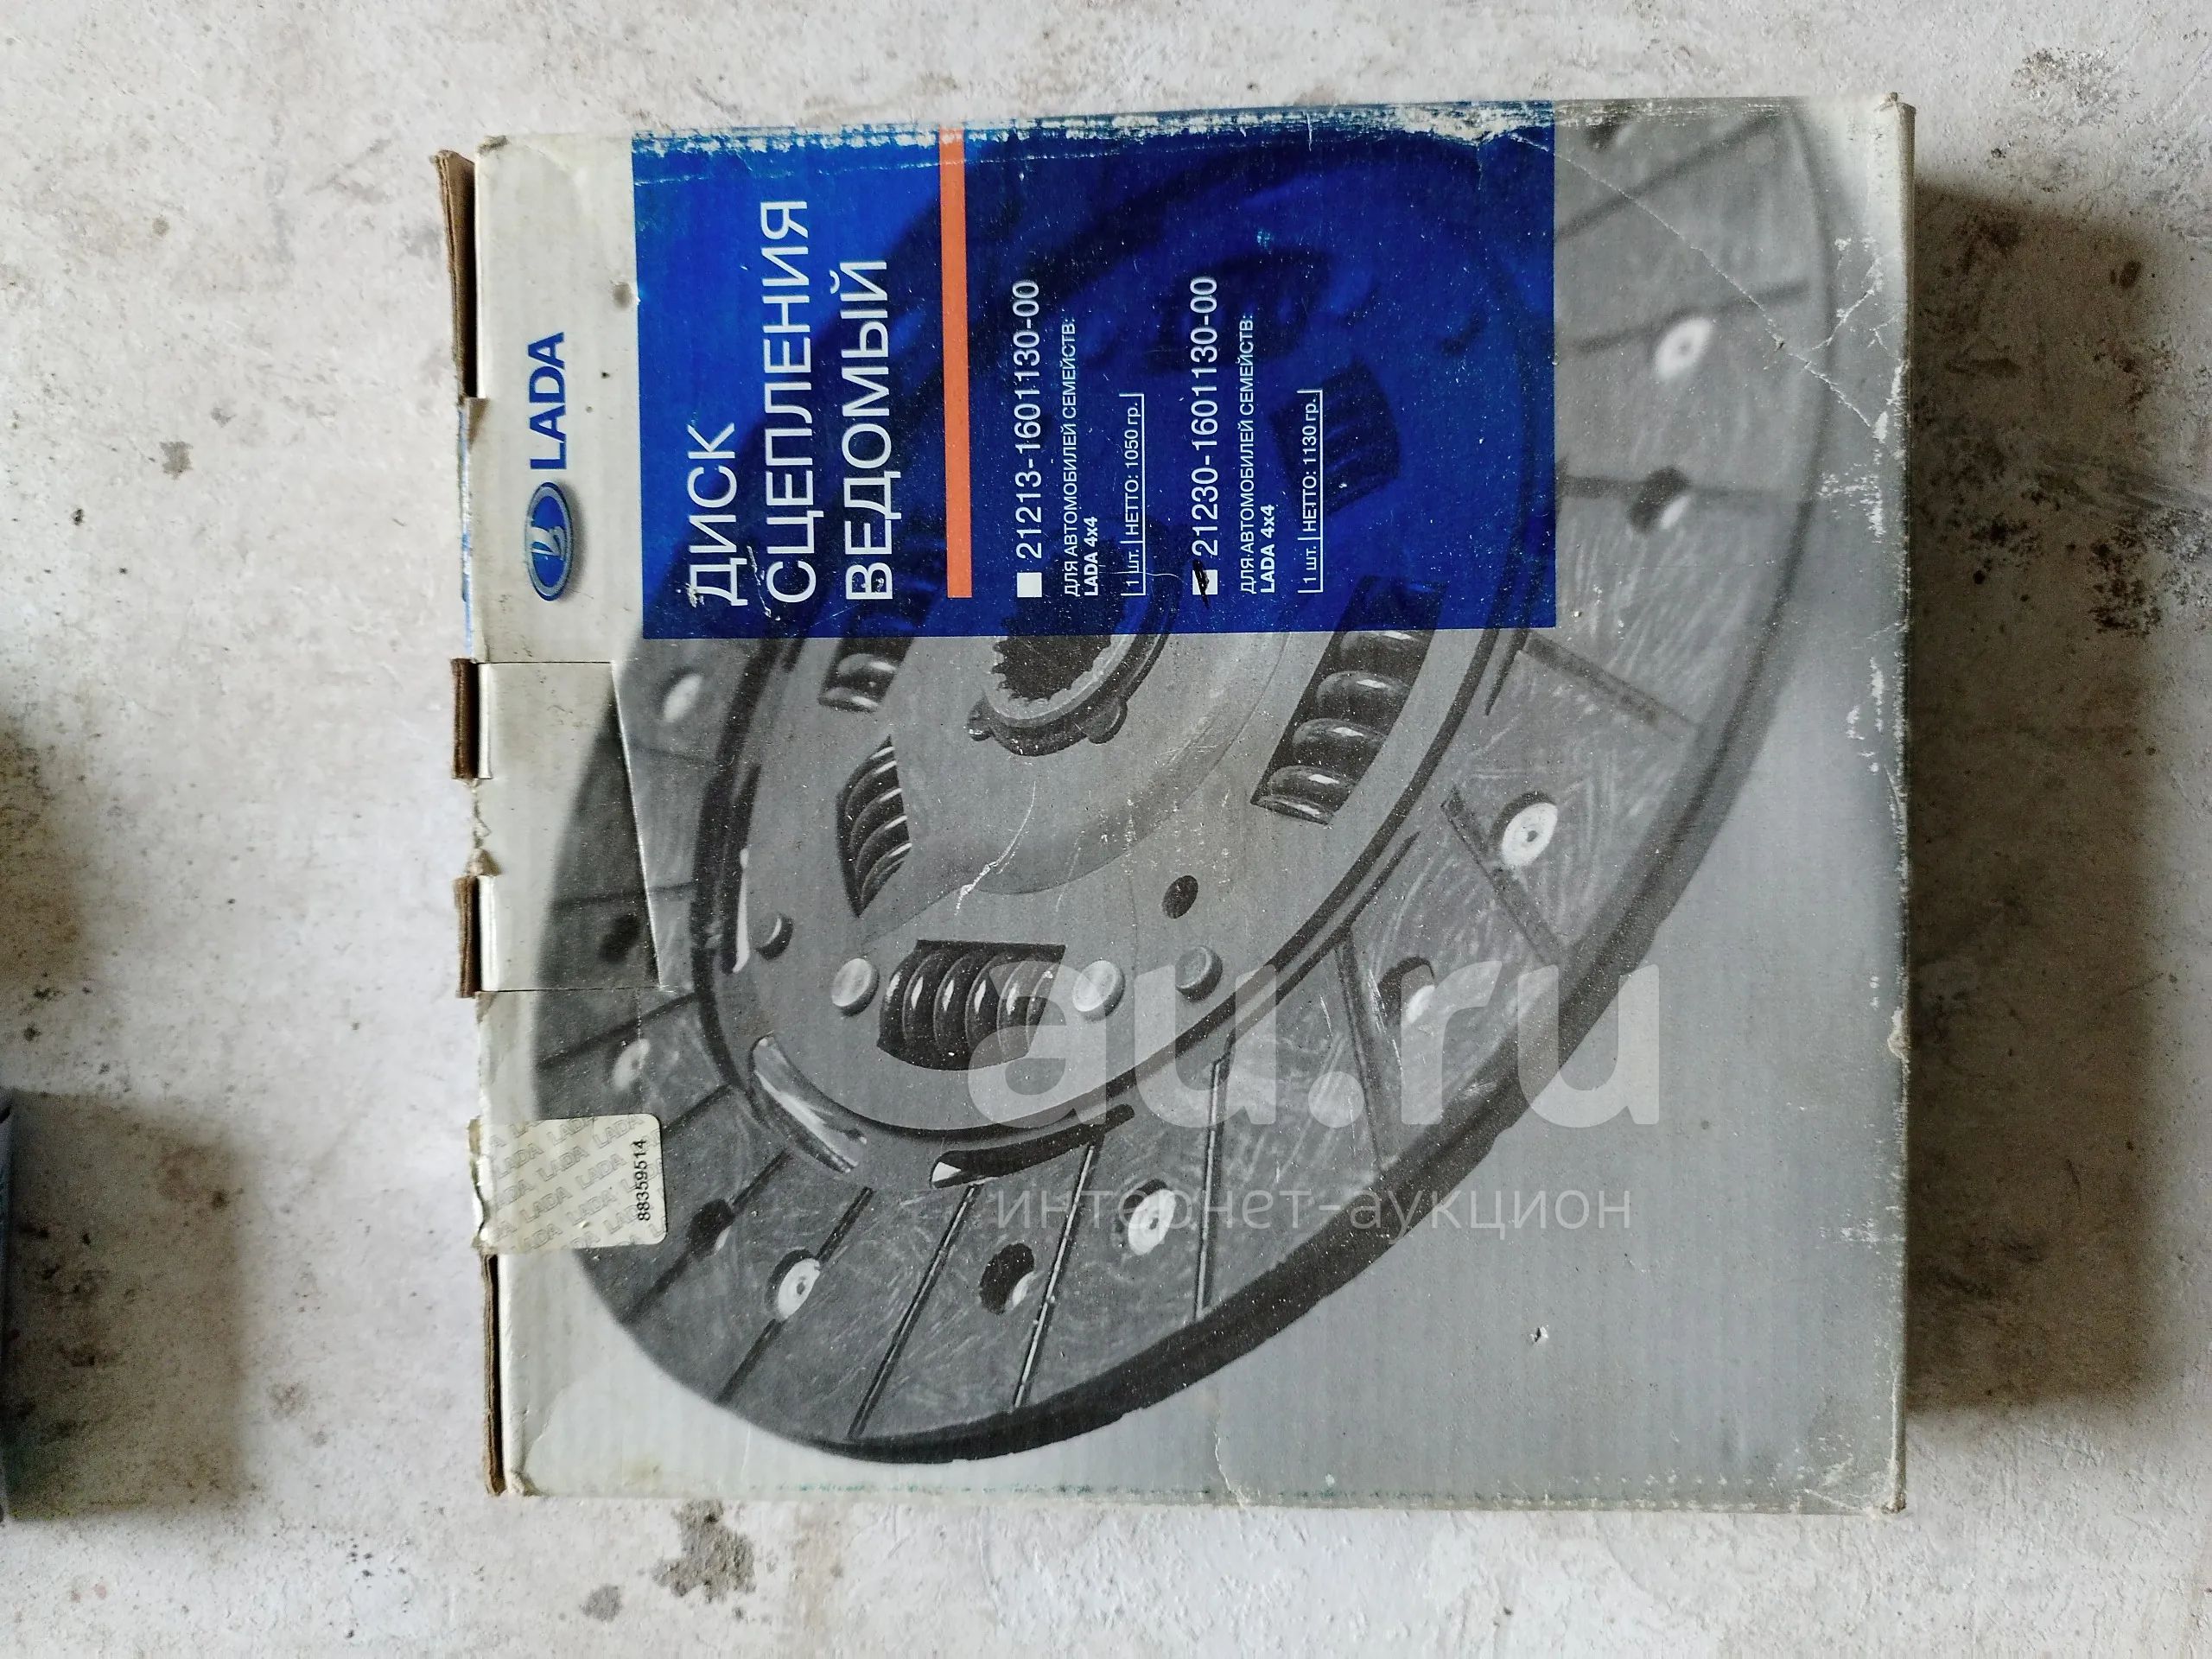 LADA
ДИСК
СЦЕПЛЕНИЯ
ВЕДОМЫЙ
21213-1601130-00
ДЛЯ АВТОМОБИЛЕЙ СЕМЕЙСТВ:
LADA 4x4
1 шт. НЕТТО: 1050 гр.
21230-1601130-00
ДЛЯ АВТОМОБИЛЕЙ СЕМЕЙСТВ:
LADA 4x4
1 шт. НЕТТО: 1130 гр.
LADA LADA LADA
88359514
au.ru
интернет-аукцион